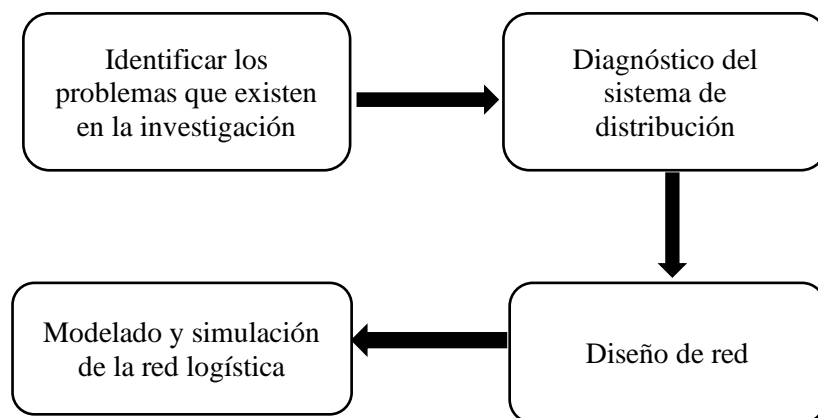 Identificar los
problemas que existen
en la investigación
Diagnóstico del
sistema de
distribución
Diseño de red
Modelado y simulación
de la red logística